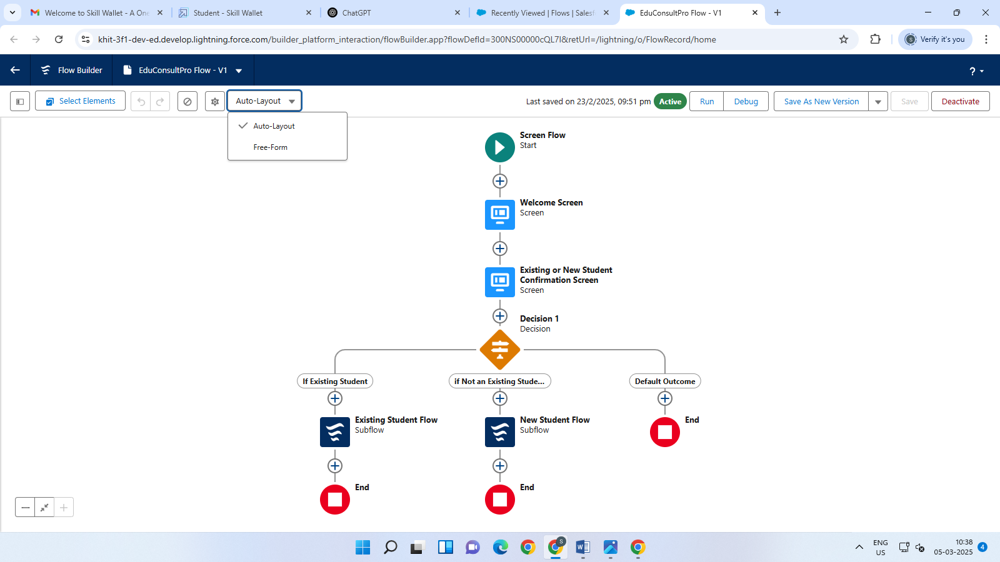 Welcome to Skill Wallet - A One
Student - Skill Wallet
ChatGPT
Recently Viewed | Flows | Salesf
EduConsultPro Flow - V1
khit-3f1-dev-ed.develop.lightning.force.com/builder_platform_interaction/flowBuilder.app?flowDefId=300NS00000cQL7l&retUrl=/lightning/o/FlowRecord/home
S
Verify it's you
Flow Builder
EduConsultPro Flow - V1
?
Select Elements
Auto-Layout
Last saved on 23/2/2025, 09:51 pm
Active
Run
Debug
Save As New Version
Save
Deactivate
Auto-Layout
Free-Form
Screen Flow
Start
Welcome Screen
Screen
Existing or New Student
Confirmation Screen
Screen
Decision 1
Decision
If Existing Student
if Not an Existing Stude...
Default Outcome
Existing Student Flow
Subflow
New Student Flow
Subflow
End
End
End
S
ENG
US
10:38
05-03-2025
4